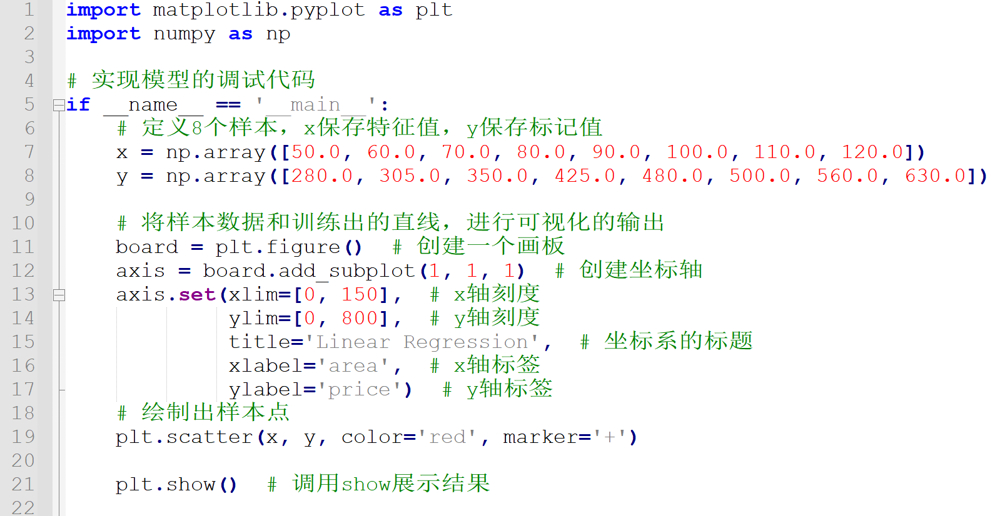 1 import matplotlib.pyplot as plt
2 import numpy as np
3
4 # 实现模型的调试代码
5 if __name__ == '__main__':
6     # 定义8个样本，x保存特征值，y保存标记值
7     x = np.array([50.0, 60.0, 70.0, 80.0, 90.0, 100.0, 110.0, 120.0])
8     y = np.array([280.0, 305.0, 350.0, 425.0, 480.0, 500.0, 560.0, 630.0])
9
10     # 将样本数据和训练出的直线，进行可视化的输出
11     board = plt.figure()  # 创建一个画板
12     axis = board.add_subplot(1, 1, 1)  # 创建坐标轴
13     axis.set(xlim=[0, 150],  # x轴刻度
14              ylim=[0, 800],  # y轴刻度
15              title='Linear Regression',  # 坐标系的标题
16              xlabel='area',  # x轴标签
17              ylabel='price')  # y轴标签
18     # 绘制出样本点
19     plt.scatter(x, y, color='red', marker='+')
20
21     plt.show()  # 调用show展示结果
22